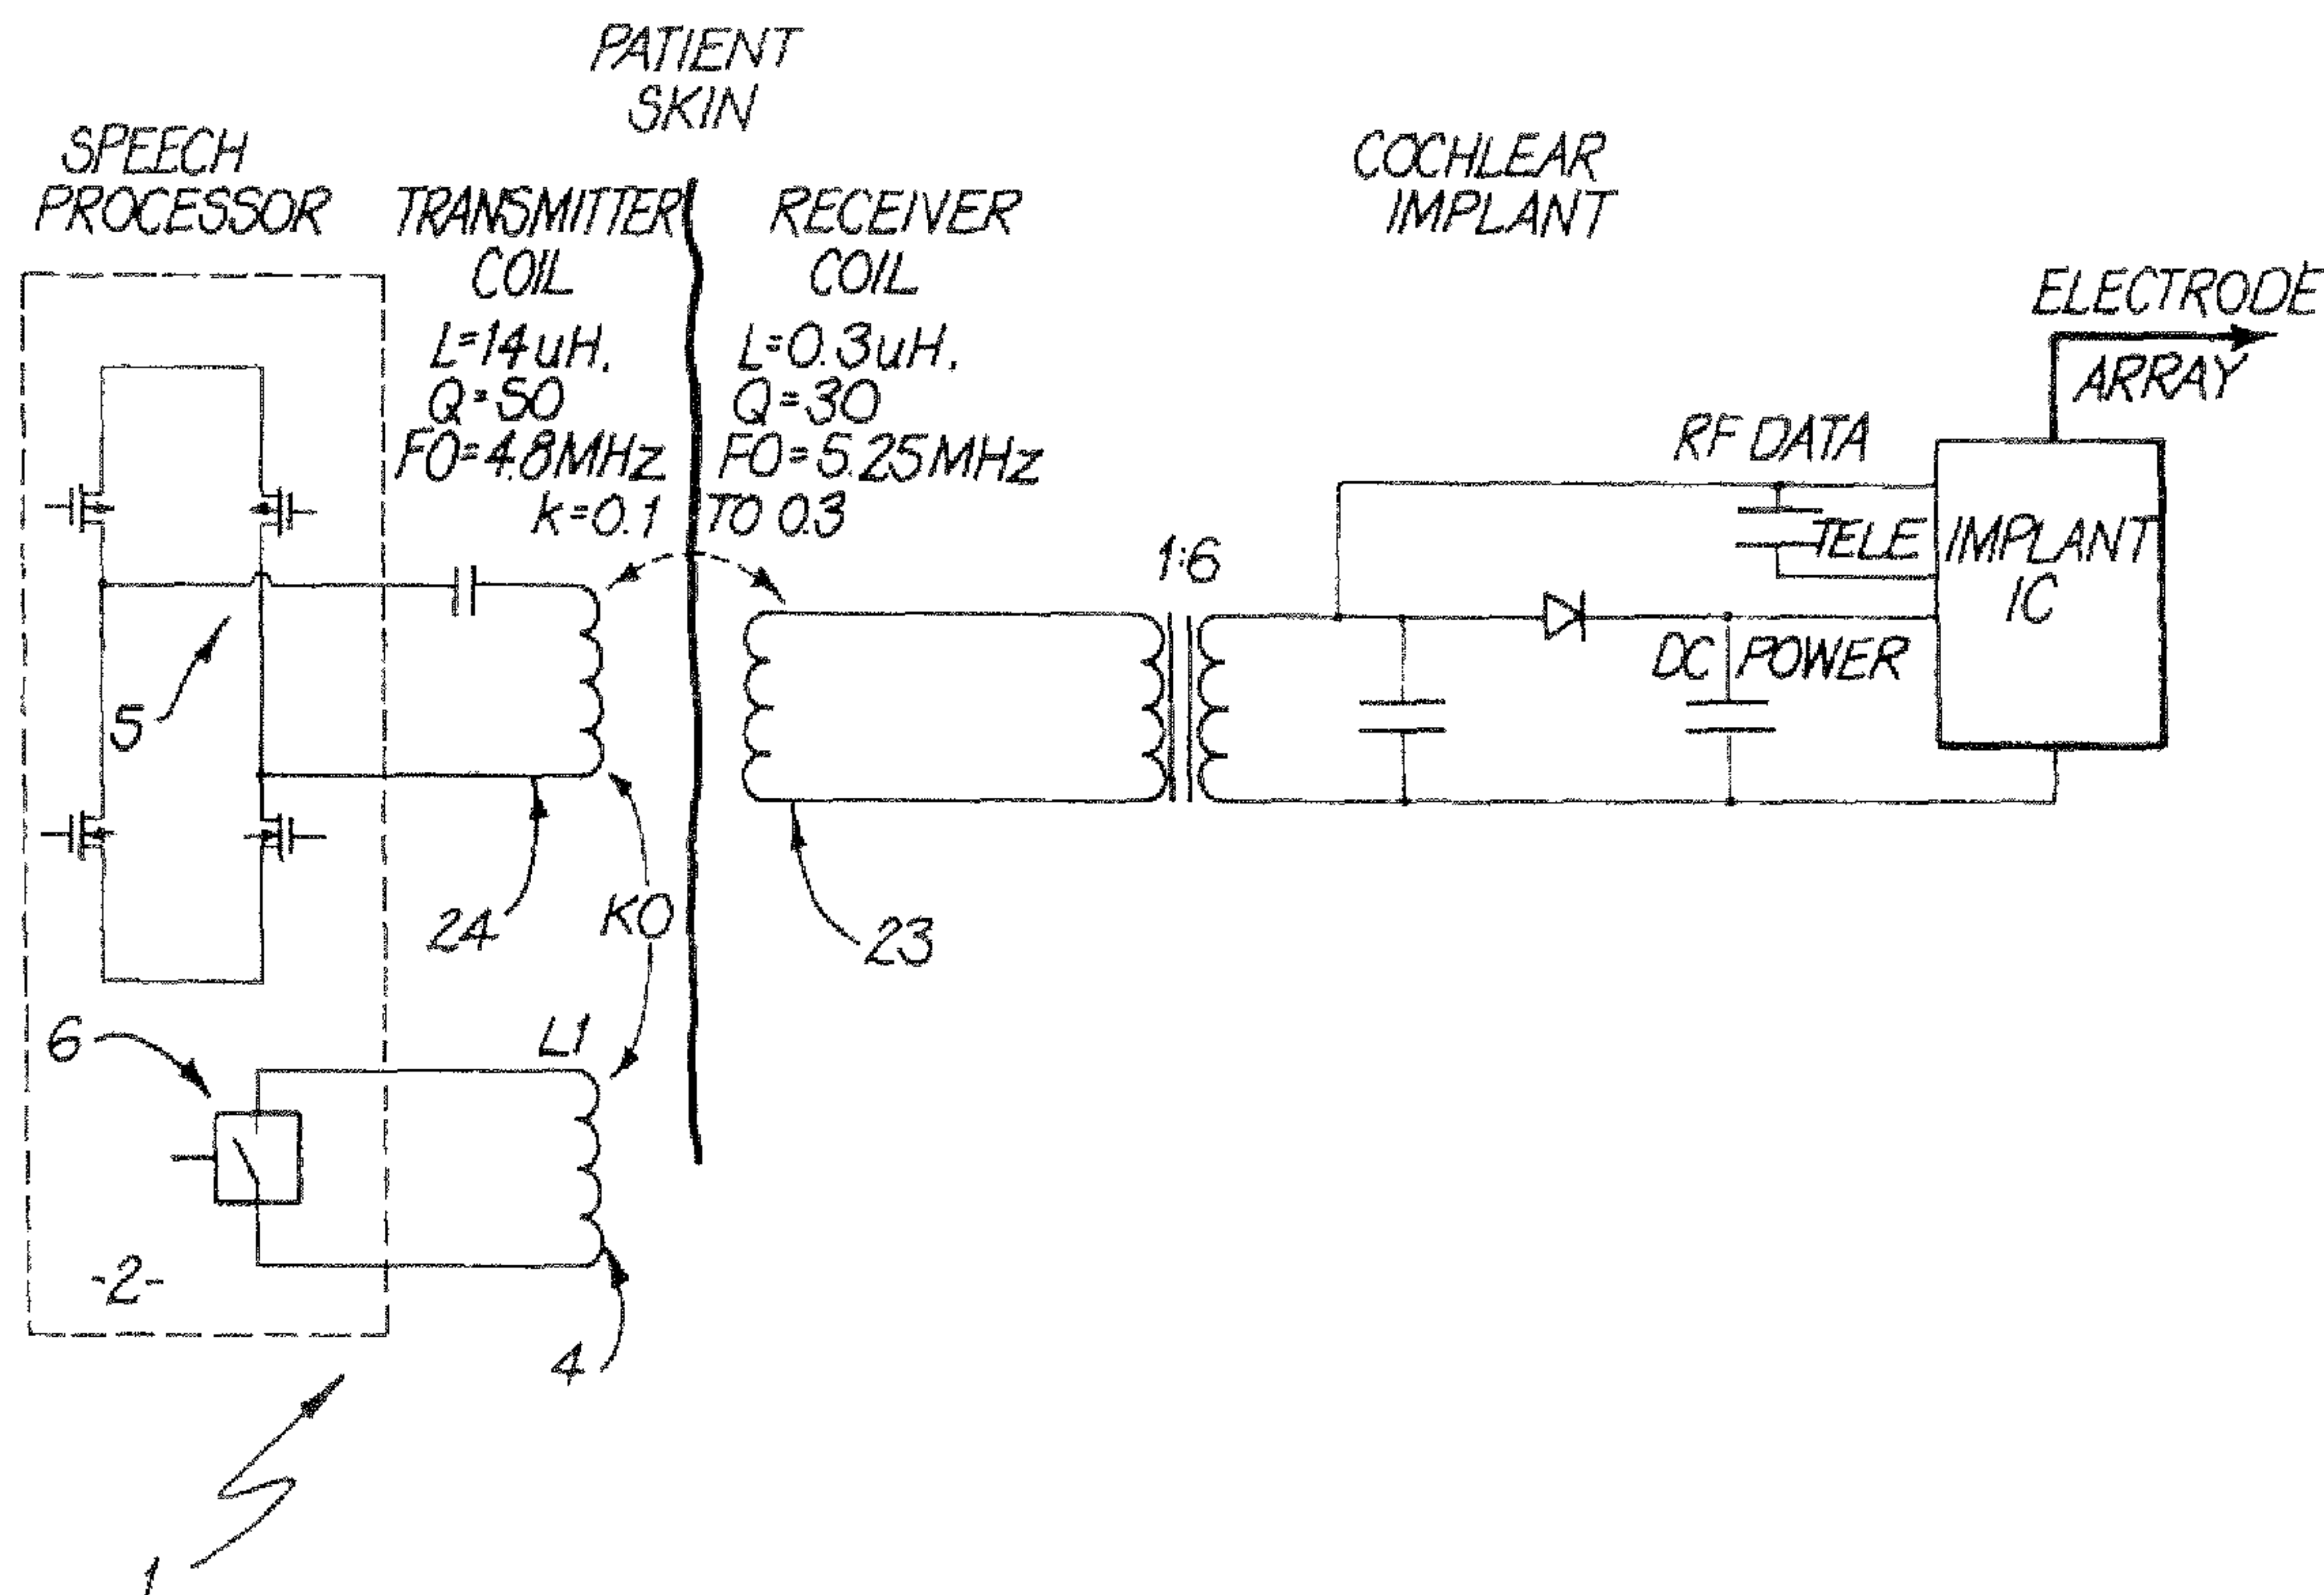 PATIENT
SKIN
SPEECH
PROCESSOR
TRANSMITTER
COIL
L=14uH.
Q=50
F0=4.8MHz
RECEIVER
COIL
L=0.3uH.
Q=30
F0=5.25MHz
k=0.1 TO 0.3
COCHLEAR
IMPLANT
ELECTRODE
ARRAY
RF DATA
TELE
IMPLANT
IC
1:6
DC POWER
5
24
K0
23
6
L1
-2-
4
1